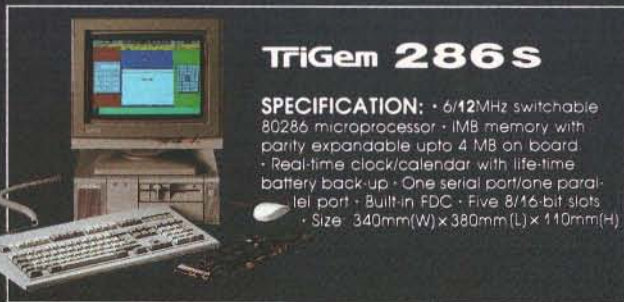 TriGem 286s
SPECIFICATION: • 6/12MHz switchable
80286 microprocessor • 1MB memory with
parity expandable upto 4 MB on board.
• Real-time clock/calendar with life-time
battery back-up • One serial port/one paral-
lel port • Built-in FDC • Five 8/16-bit slots
• Size: 340mm(W)×380mm(L)×110mm(H)